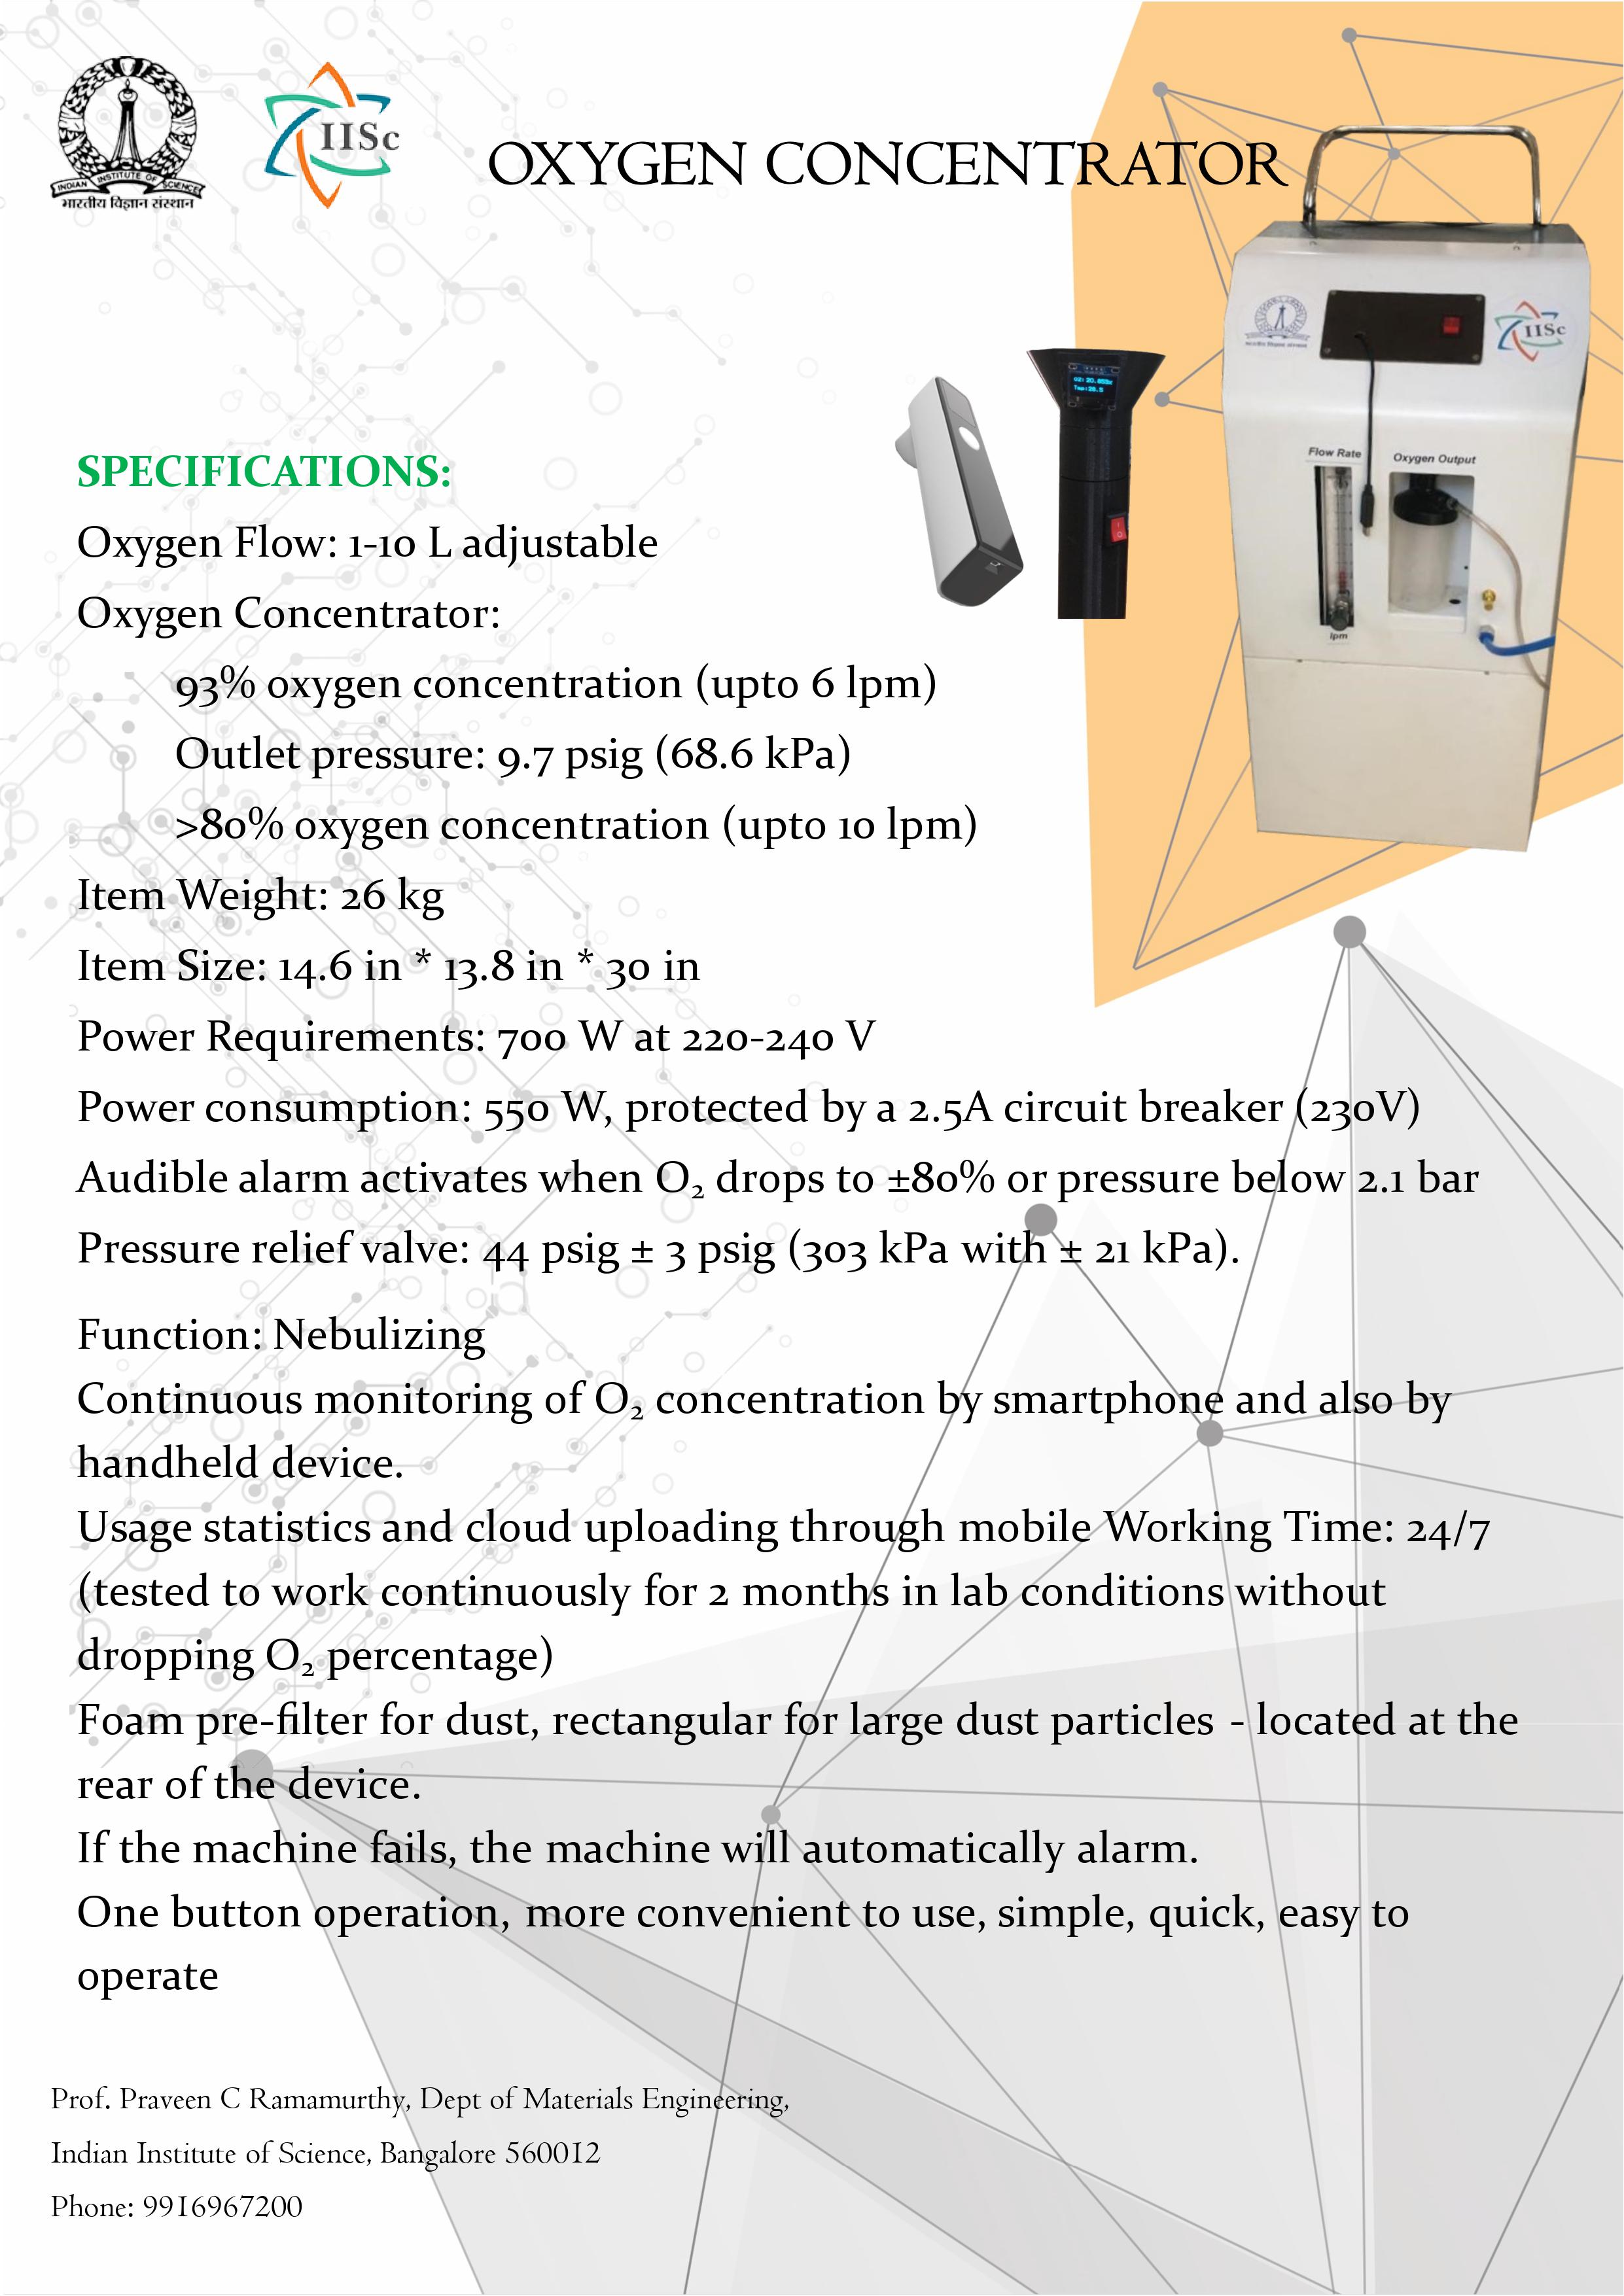 INDIAN INSTITUTE OF SCIENCE
भारतीय विज्ञान संस्थान
IISc
OXYGEN CONCENTRATOR
IISc
Flow Rate
Oxygen Output
lpm
SPECIFICATIONS:
Oxygen Flow: 1-10 L adjustable
Oxygen Concentrator:
93% oxygen concentration (upto 6 lpm)
Outlet pressure: 9.7 psig (68.6 kPa)
>80% oxygen concentration (upto 10 lpm)
Item Weight: 26 kg
Item Size: 14.6 in * 13.8 in * 30 in
Power Requirements: 700 W at 220-240 V
Power consumption: 550 W, protected by a 2.5A circuit breaker (230V)
Audible alarm activates when O₂ drops to ±80% or pressure below 2.1 bar
Pressure relief valve: 44 psig ± 3 psig (303 kPa with ± 21 kPa).
Function: Nebulizing
Continuous monitoring of O₂ concentration by smartphone and also by
handheld device.
Usage statistics and cloud uploading through mobile Working Time: 24/7
(tested to work continuously for 2 months in lab conditions without
dropping O₂ percentage)
Foam pre-filter for dust, rectangular for large dust particles - located at the
rear of the device.
If the machine fails, the machine will automatically alarm.
One button operation, more convenient to use, simple, quick, easy to
operate
Prof. Praveen C Ramamurthy, Dept of Materials Engineering,
Indian Institute of Science, Bangalore 560012
Phone: 9916967200